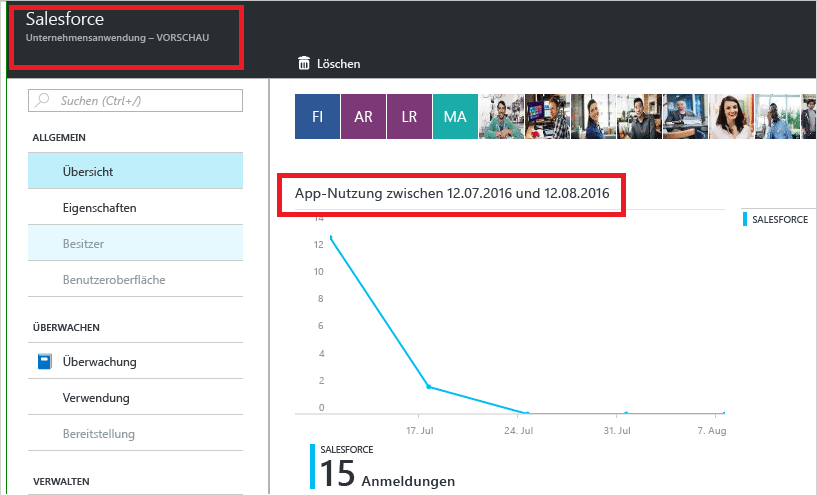 Salesforce
Unternehmensanwendung – VORSCHAU
Löschen
Suchen (Ctrl+/)
ALLGEMEIN
Übersicht
Eigenschaften
Besitzer
Benutzeroberfläche
ÜBERWACHEN
Überwachung
Verwendung
Bereitstellung
VERWALTEN
FI AR LR MA
App-Nutzung zwischen 12.07.2016 und 12.08.2016
SALESFORCE
14
12
10
8
6
4
2
0
17. Jul 24. Jul 31. Jul 7. Aug
SALESFORCE
15 Anmeldungen